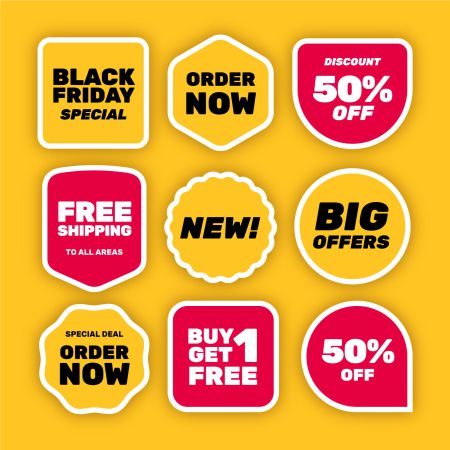 BLACK
FRIDAY
SPECIAL
ORDER
NOW
DISCOUNT
50%
OFF
FREE
SHIPPING
TO ALL AREAS
NEW!
BIG
OFFERS
SPECIAL DEAL
ORDER
NOW
BUY 1
GET
FREE
50%
OFF